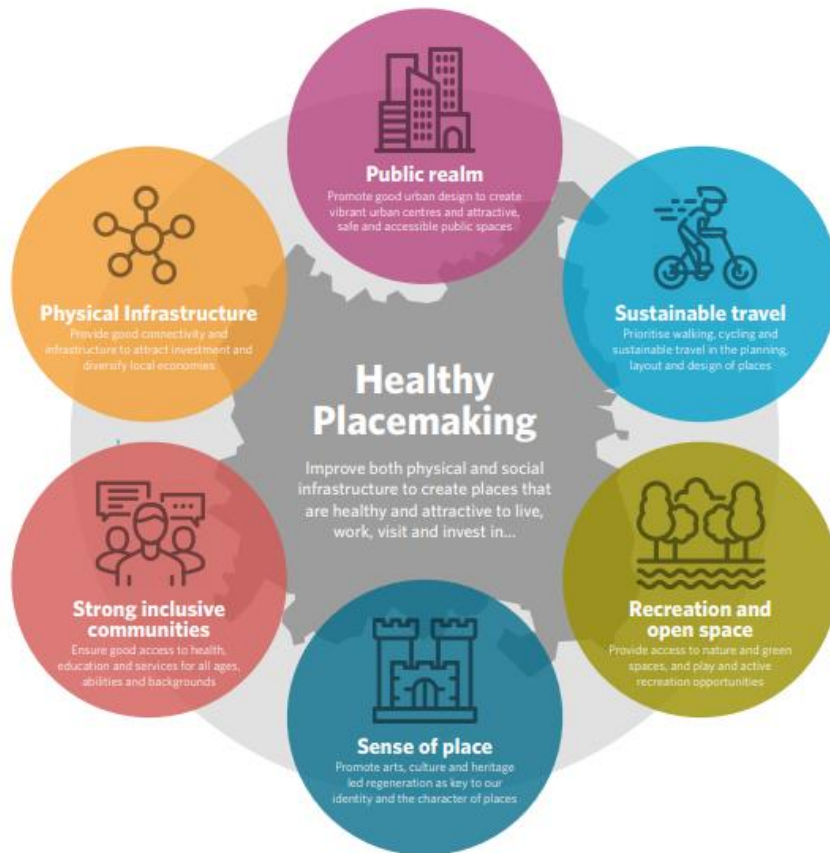 Public realm
Promote good urban design to create
vibrant urban centres and attractive,
safe and accessible public spaces
Physical Infrastructure
Provide good connectivity and
infrastructure to attract investment and
diversify local economies
Sustainable travel
Prioritise walking, cycling and
sustainable travel in the planning,
layout and design of places
Healthy
Placemaking
Improve both physical and social
infrastructure to create places that
are healthy and attractive to live,
work, visit and invest in...
Strong inclusive
communities
Ensure good access to health,
education and services for all ages,
abilities and backgrounds
Recreation and
open space
Provide access to nature and green
spaces, and play and active
recreation opportunities
Sense of place
Promote arts, culture and heritage
led regeneration as key to our
identity and the character of places